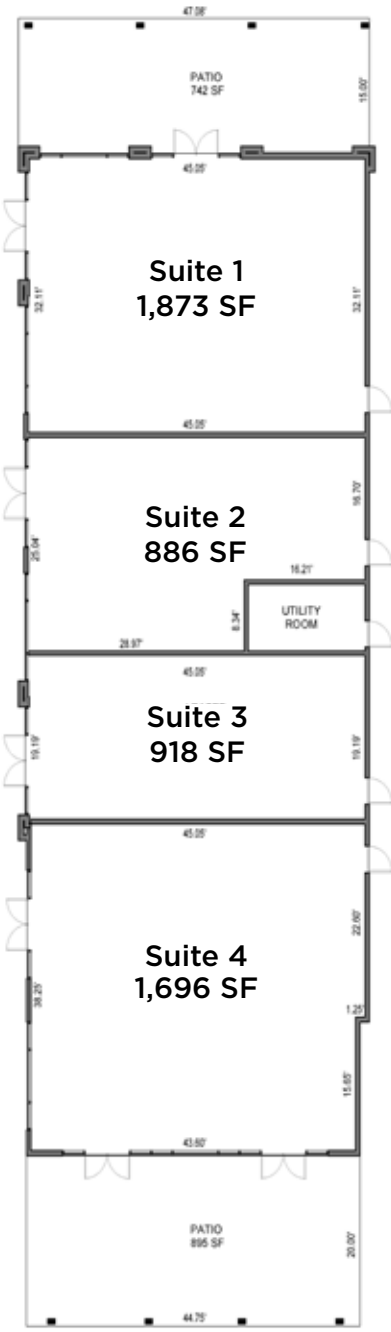 47.08'
PATIO
742 SF
15.00'
45.05'
Suite 1
1,873 SF
32.11'
32.11'
45.05'
16.70'
Suite 2
886 SF
25.04'
16.21'
UTILITY
ROOM
8.34'
28.97'
45.05'
Suite 3
918 SF
19.19'
19.19'
45.05'
22.60'
Suite 4
1,696 SF
38.25'
1.25'
15.65'
43.60'
PATIO
895 SF
20.00'
44.75'